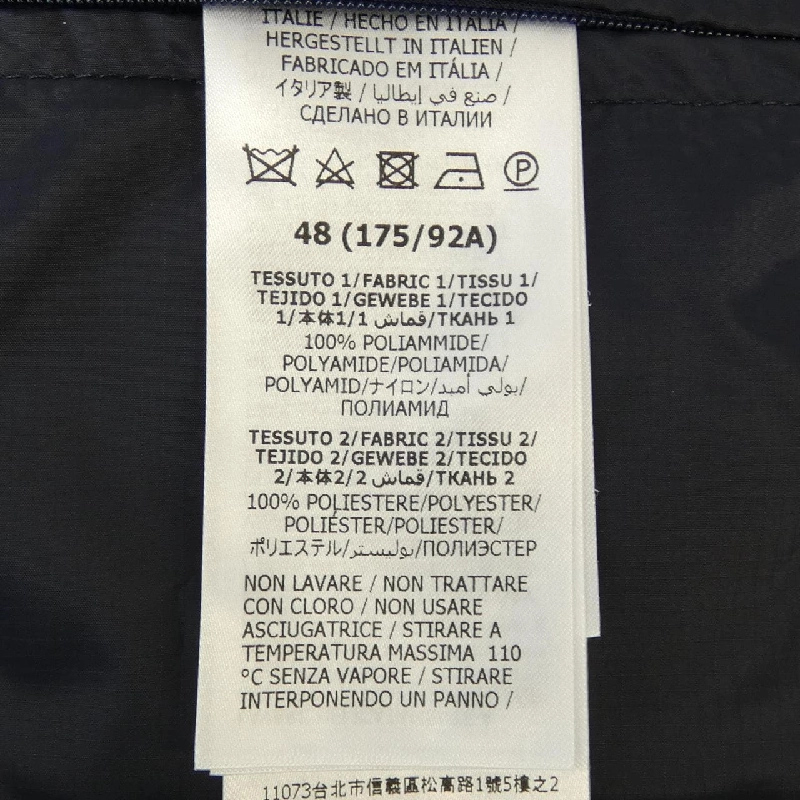 ITALIE / HECHO EN ITALIA /
HERGESTELLT IN ITALIEN /
FABRICADO EM ITÁLIA /
イタリア製 / صنع في إيطاليا /
СДЕЛАНО В ИТАЛИИ
P
48 (175/92A)
TESSUTO 1/FABRIC 1/TISSU 1/
TEJIDO 1/GEWEBE 1/TECIDO
1/本体1/1 قماش/ТКАНЬ 1
100% POLIAMMIDE/
POLYAMIDE/POLIAMIDA/
POLYAMID/ナイロン/بولي أميد/
ПОЛИАМИД
TESSUTO 2/FABRIC 2/TISSU 2/
TEJIDO 2/GEWEBE 2/TECIDO
2/本体2/2 قماش/ТКАНЬ 2
100% POLIESTERE/POLYESTER/
POLIÉSTER/POLIESTER/
ポリエステル/بوليستر/ПОЛИЭСТЕР
NON LAVARE / NON TRATTARE
CON CLORO / NON USARE
ASCIUGATRICE / STIRARE A
TEMPERATURA MASSIMA 110
°C SENZA VAPORE / STIRARE
INTERPONENDO UN PANNO /
11073台北市信義區松高路1號5樓之2